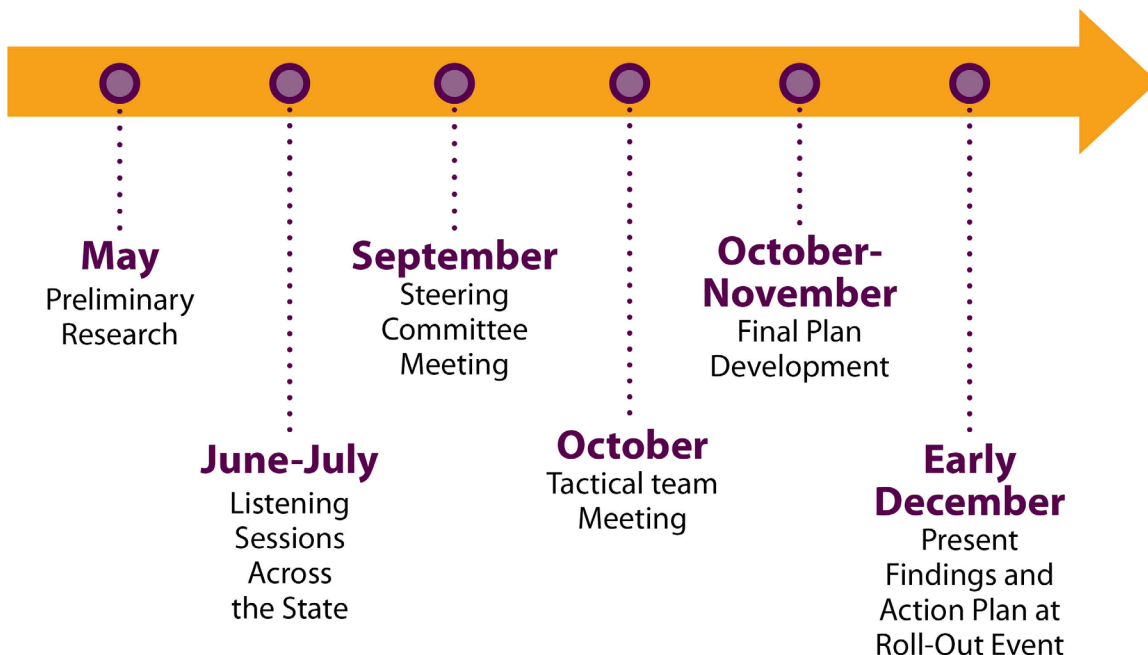 May
Preliminary
Research
June-July
Listening
Sessions
Across
the State
September
Steering
Committee
Meeting
October
Tactical team
Meeting
October-
November
Final Plan
Development
Early
December
Present
Findings and
Action Plan at
Roll-Out Event